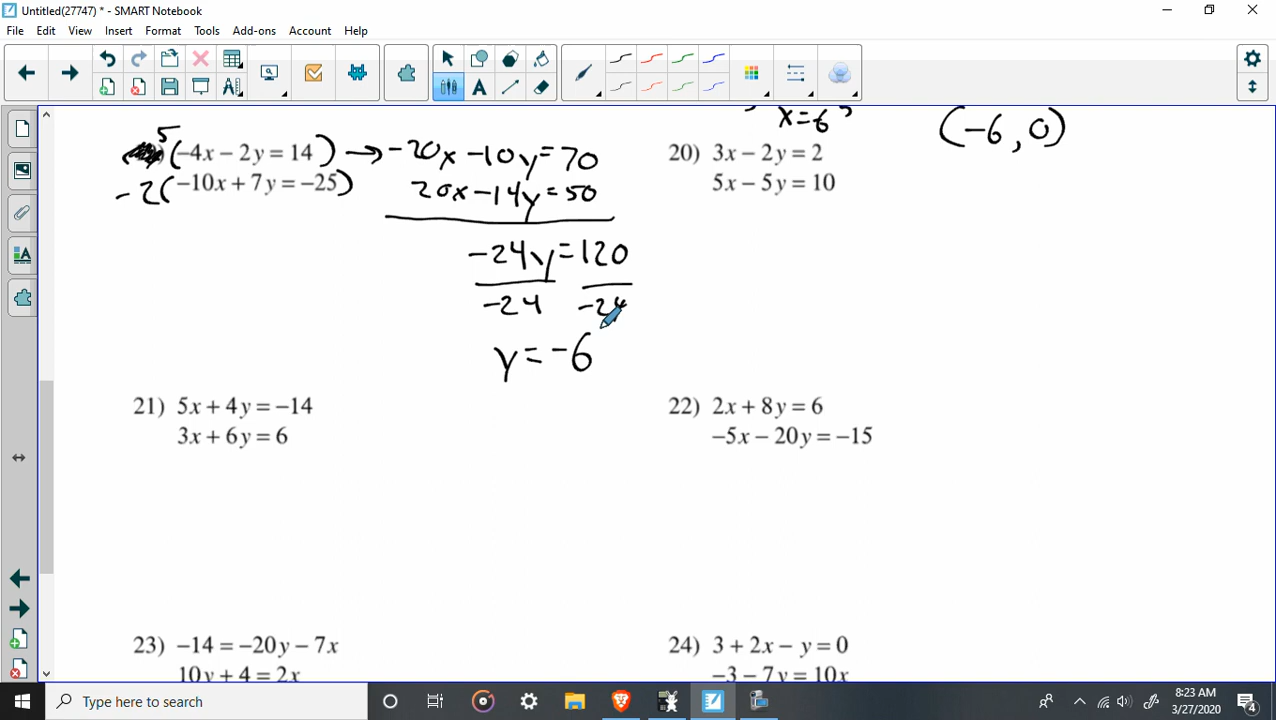 Untitled(27747) * - SMART Notebook
File Edit View Insert Format Tools Add-ons Account Help
x=6
(-6, 0)
5(-4x - 2y = 14) → -20x - 10y = 70
-2(-10x + 7y = -25) 20x - 14y = 50
-24y = 120
-24 -24
y = -6
20) 3x - 2y = 2
5x - 5y = 10
21) 5x + 4y = -14
3x + 6y = 6
22) 2x + 8y = 6
-5x - 20y = -15
23) -14 = -20y - 7x
10y + 4 = 2x
24) 3 + 2x - y = 0
-3 - 7y = 10x
Type here to search
8:23 AM
3/27/2020
4